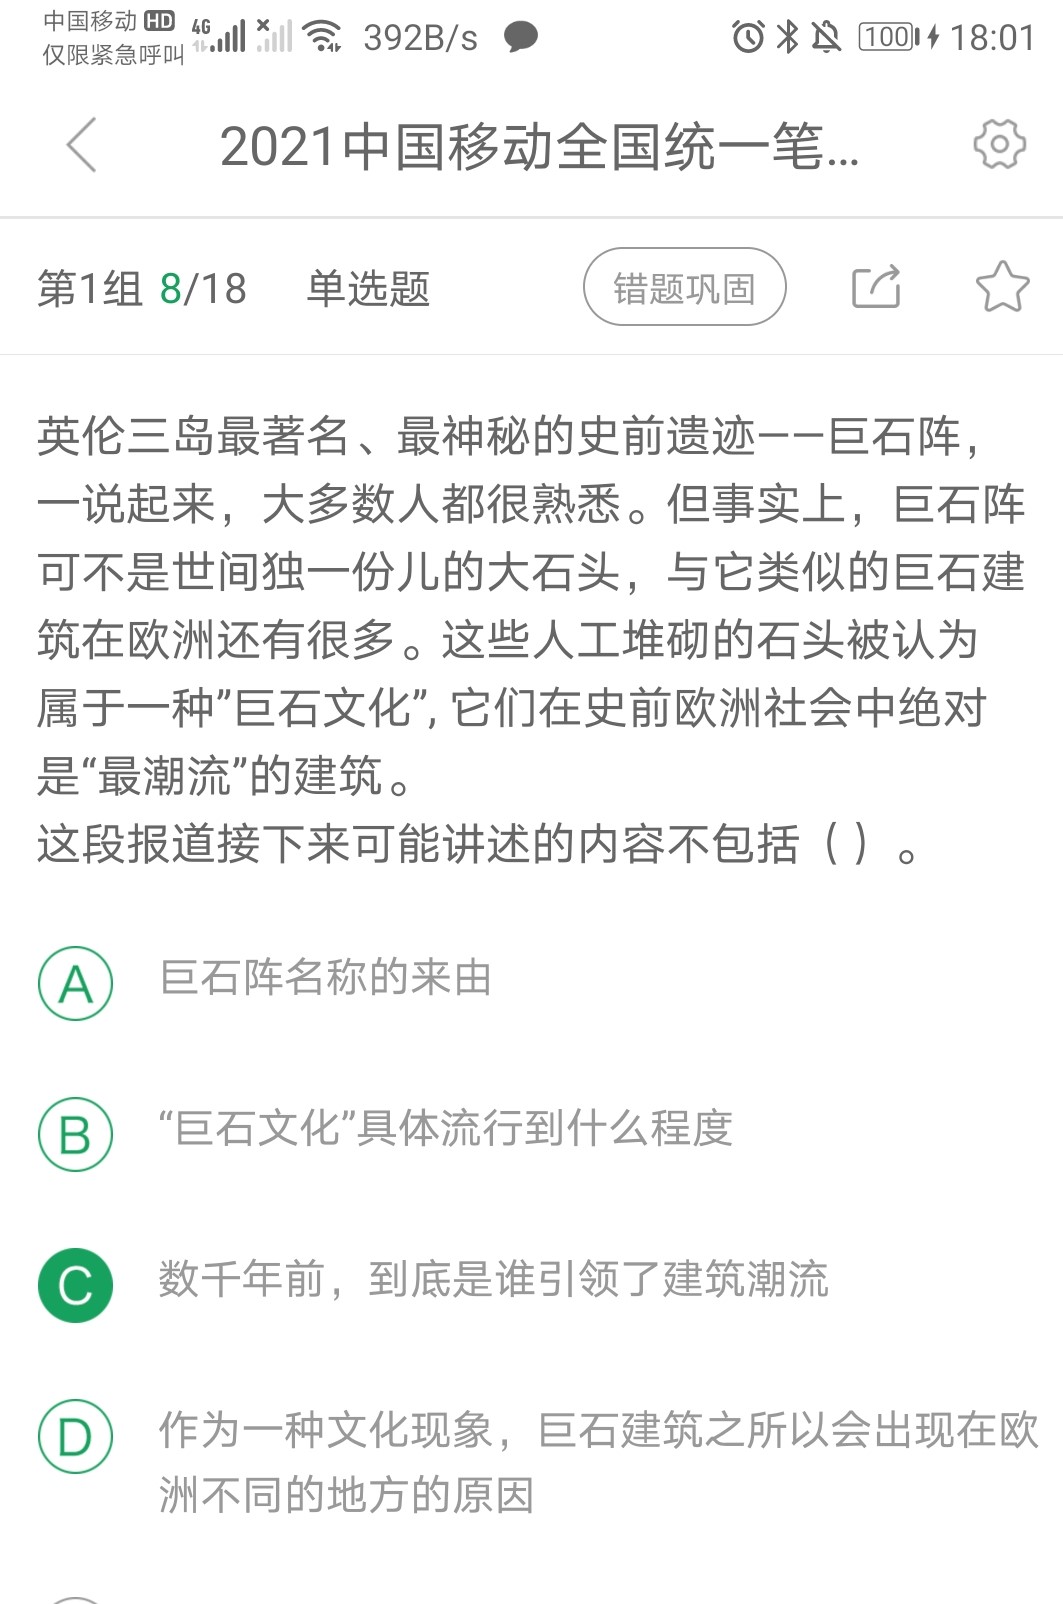 中国移动 HD 4G 392B/s 100 18:01
仅限紧急呼叫
2021中国移动全国统一笔...
第1组 8/18 单选题 错题巩固
英伦三岛最著名、最神秘的史前遗迹——巨石阵，
一说起来，大多数人都很熟悉。但事实上，巨石阵
可不是世间独一份儿的大石头，与它类似的巨石建
筑在欧洲还有很多。这些人工堆砌的石头被认为
属于一种”巨石文化”, 它们在史前欧洲社会中绝对
是“最潮流”的建筑。
这段报道接下来可能讲述的内容不包括（ ）。
A 巨石阵名称的来由
B “巨石文化”具体流行到什么程度
C 数千年前，到底是谁引领了建筑潮流
D 作为一种文化现象，巨石建筑之所以会出现在欧
洲不同的地方的原因